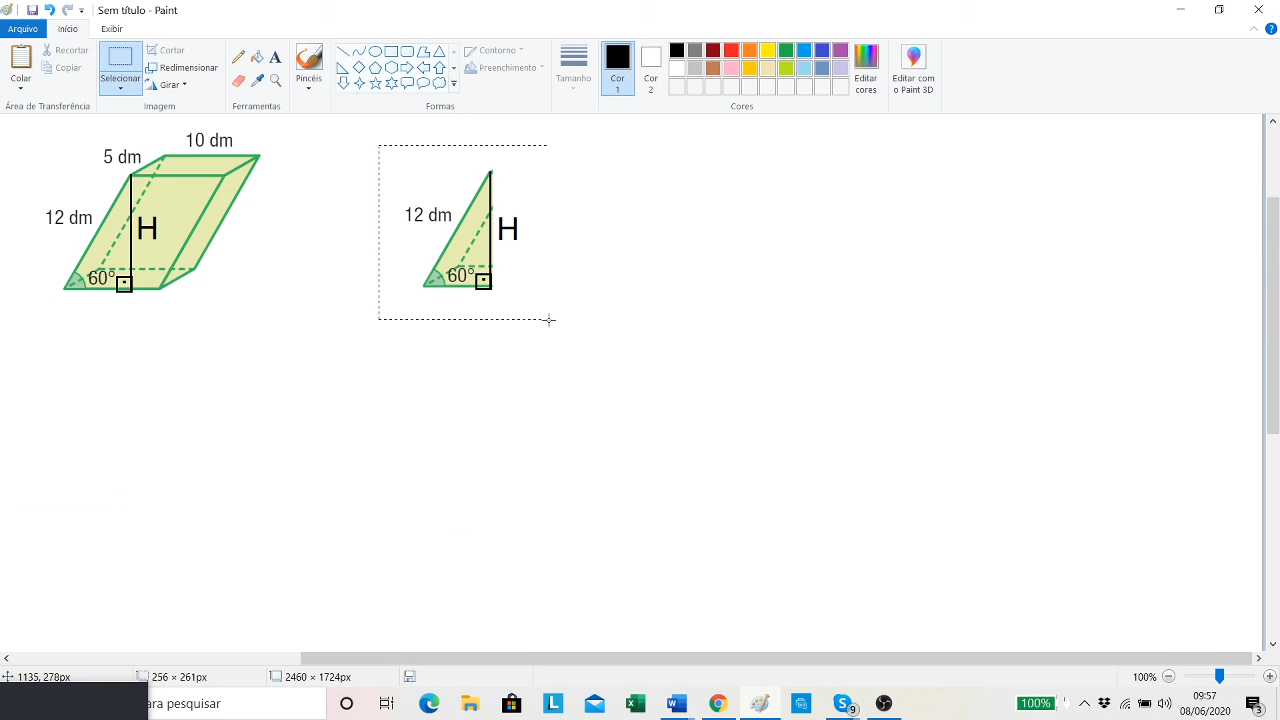 Sem título - Paint
Arquivo Início Exibir
Colar
Recortar
Copiar
Área de Transferência
Selecionar
Cortar
Redimensi
Girar
Imagem
A
Ferramentas
Pincéis
Contorno
Preenchimento
Formas
Tamanho
Cor 1
Cor 2
Editar cores
Cores
Editar com o Paint 3D
10 dm
5 dm
12 dm
H
60°
12 dm
H
60°
1135, 278px
256 × 261px
2460 × 1724px
100%
ara pesquisar
L
X
W
S
9
100%
09:57
08/06/2020
3